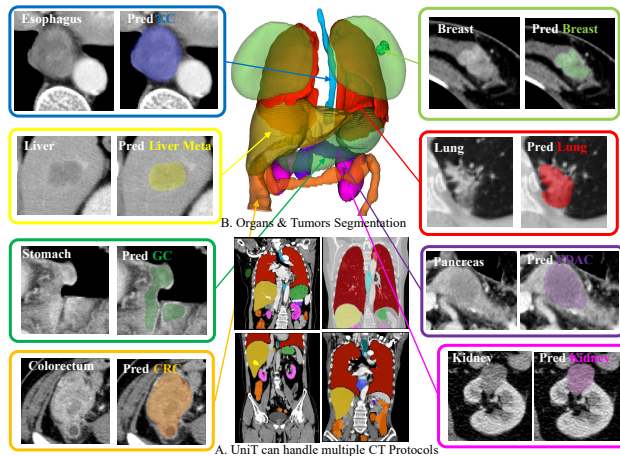 Esophagus
Pred EC
Breast
Pred Breast
Liver
Pred Liver Meta
Lung
Pred Lung
B. Organs & Tumors Segmentation
Stomach
Pred GC
Pancreas
Pred PDAC
Colorectum
Pred CRC
Kidney
Pred Kidney
A. UniT can handle multiple CT Protocols